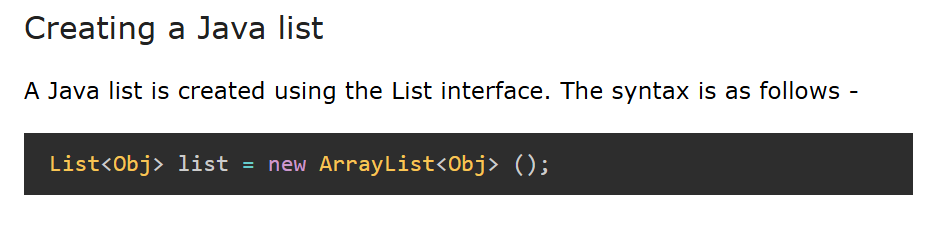 Creating a Java list
A Java list is created using the List interface. The syntax is as follows -
List<Obj> list = new ArrayList<Obj> ();